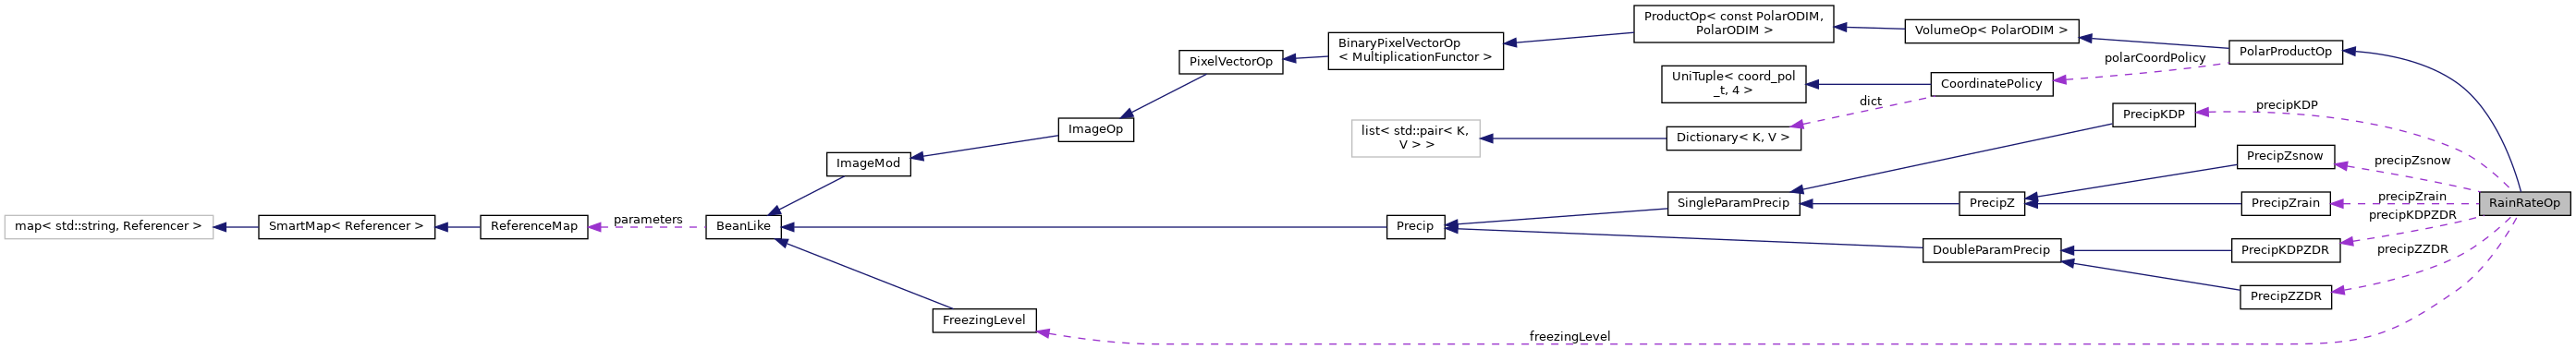 ProductOp< const PolarODIM,
PolarODIM >
VolumeOp< PolarODIM >
BinaryPixelVectorOp
< MultiplicationFunctor >
PolarProductOp
PixelVectorOp
polarCoordPolicy
UniTuple< coord_pol
_t, 4 >
CoordinatePolicy
dict
precipKDP
PrecipKDP
ImageOp
list< std::pair< K,
V > >
Dictionary< K, V >
ImageMod
PrecipZsnow
precipZsnow
precipZrain
SingleParamPrecip
PrecipZ
PrecipZrain
RainRateOp
precipKDPZDR
map< std::string, Referencer >
SmartMap< Referencer >
ReferenceMap
parameters
BeanLike
Precip
DoubleParamPrecip
PrecipKDPZDR
precipZZDR
PrecipZZDR
FreezingLevel
freezingLevel